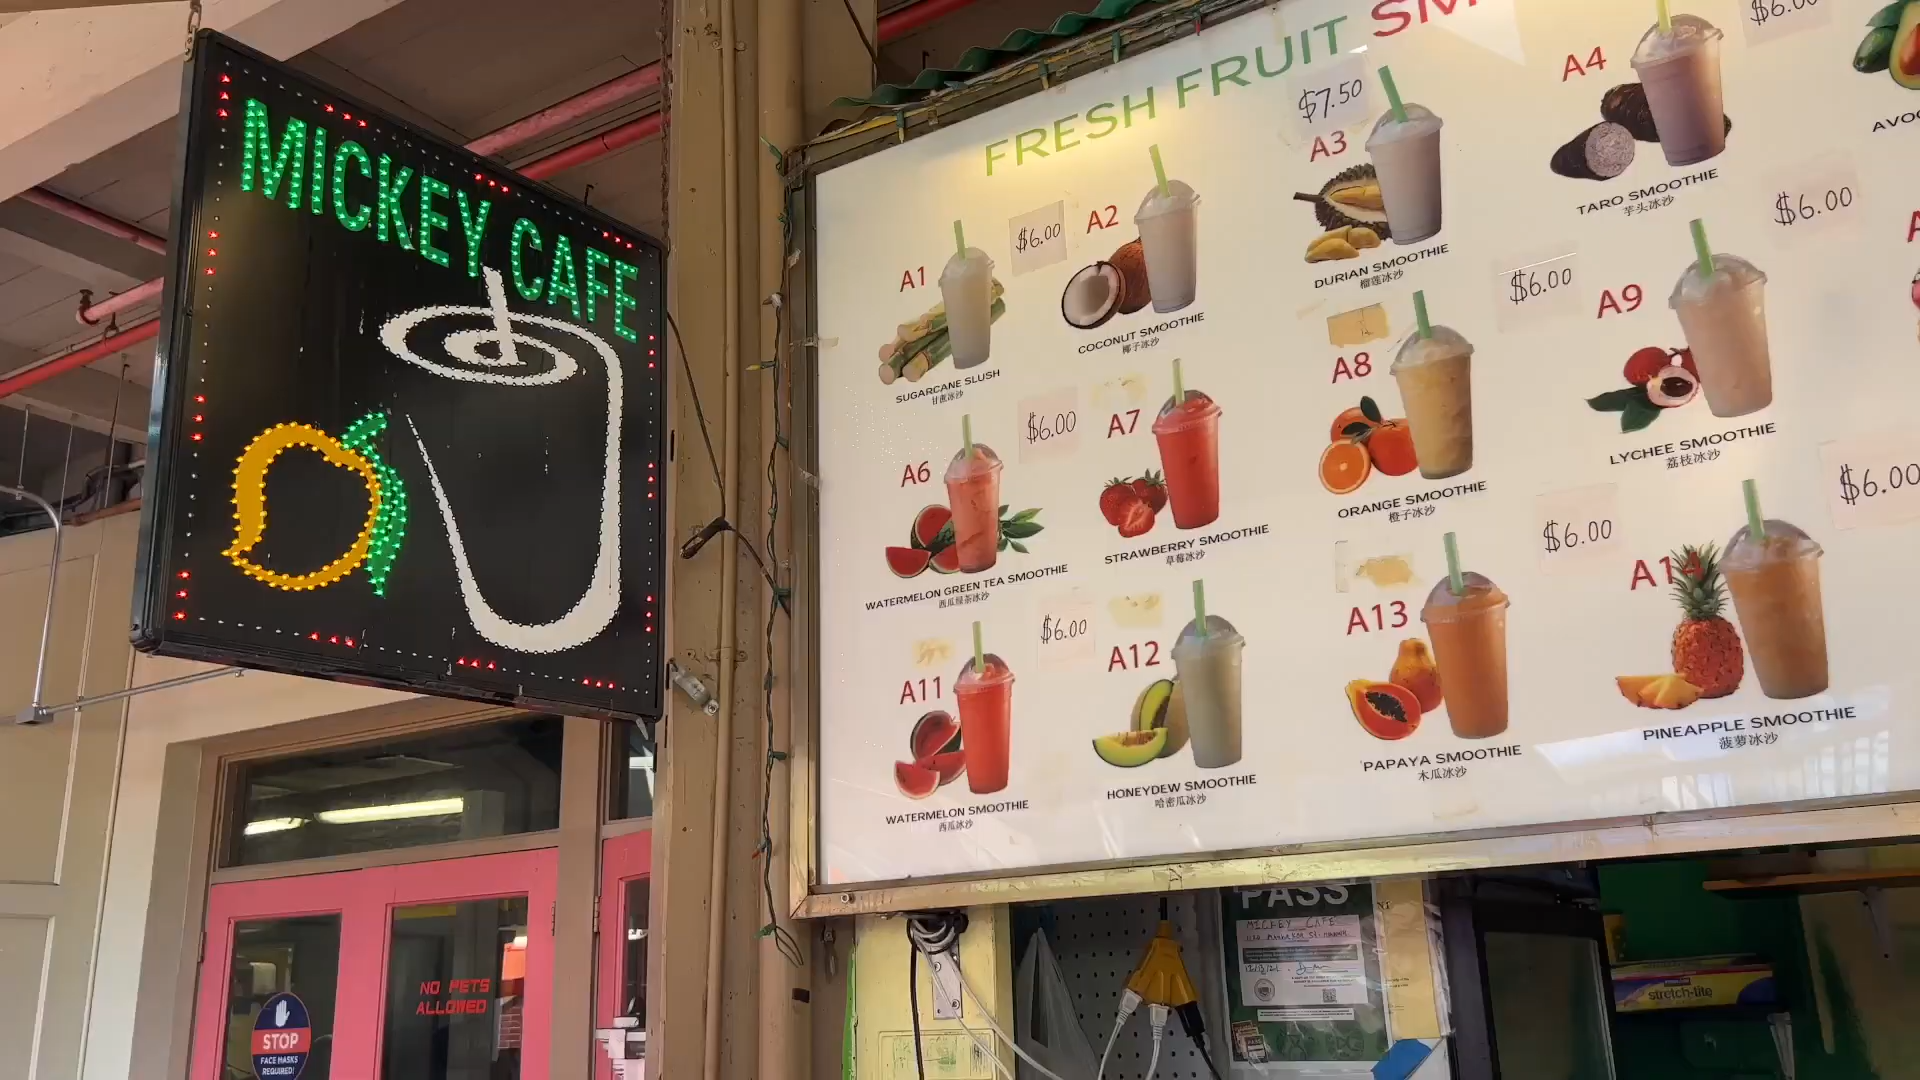 MICKEY CAFE
FRESH FRUIT
$6.00
A1
SUGARCANE SLUSH
甘蔗冰沙
$6.00
A2
COCONUT SMOOTHIE
椰子冰沙
$7.50
A3
DURIAN SMOOTHIE
榴莲冰沙
A4
TARO SMOOTHIE
芋头冰沙
$6.00
A6
WATERMELON GREEN TEA SMOOTHIE
西瓜绿茶冰沙
A7
STRAWBERRY SMOOTHIE
草莓冰沙
$6.00
A8
ORANGE SMOOTHIE
橙子冰沙
$6.00
A9
LYCHEE SMOOTHIE
荔枝冰沙
$6.00
A11
WATERMELON SMOOTHIE
西瓜冰沙
A12
HONEYDEW SMOOTHIE
哈密瓜冰沙
$6.00
A13
PAPAYA SMOOTHIE
木瓜冰沙
$6.00
A14
PINEAPPLE SMOOTHIE
菠萝冰沙
PASS
MICKEY CAFE
stretch-tite
NO PETS
ALLOWED
STOP
FACE MASKS
REQUIRED!